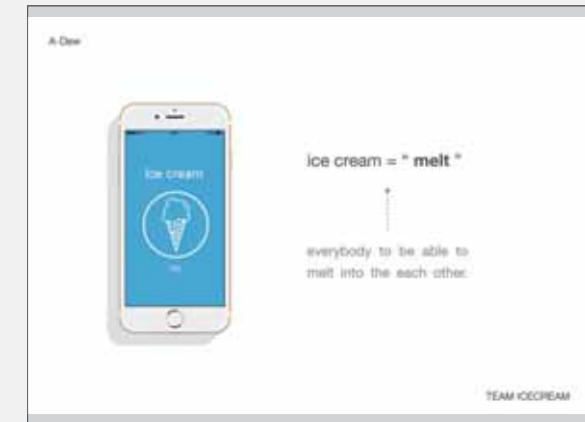 A-Dew
ice cream
ice cream = " melt "
everybody to be able to
melt into the each other.
TEAM ICECREAM